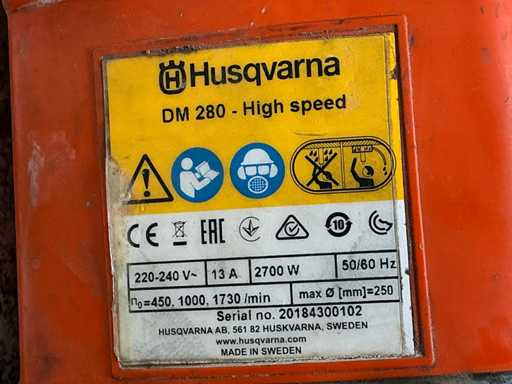 Husqvarna
DM 280 - High speed
CE EAC 10
220-240 V~ 13 A 2700 W 50/60 Hz
n₀=450, 1000, 1730 /min max Ø [mm]=250
Serial no. 20184300102
HUSQVARNA AB, 561 82 HUSKVARNA, SWEDEN
www.husqvarna.com
MADE IN SWEDEN